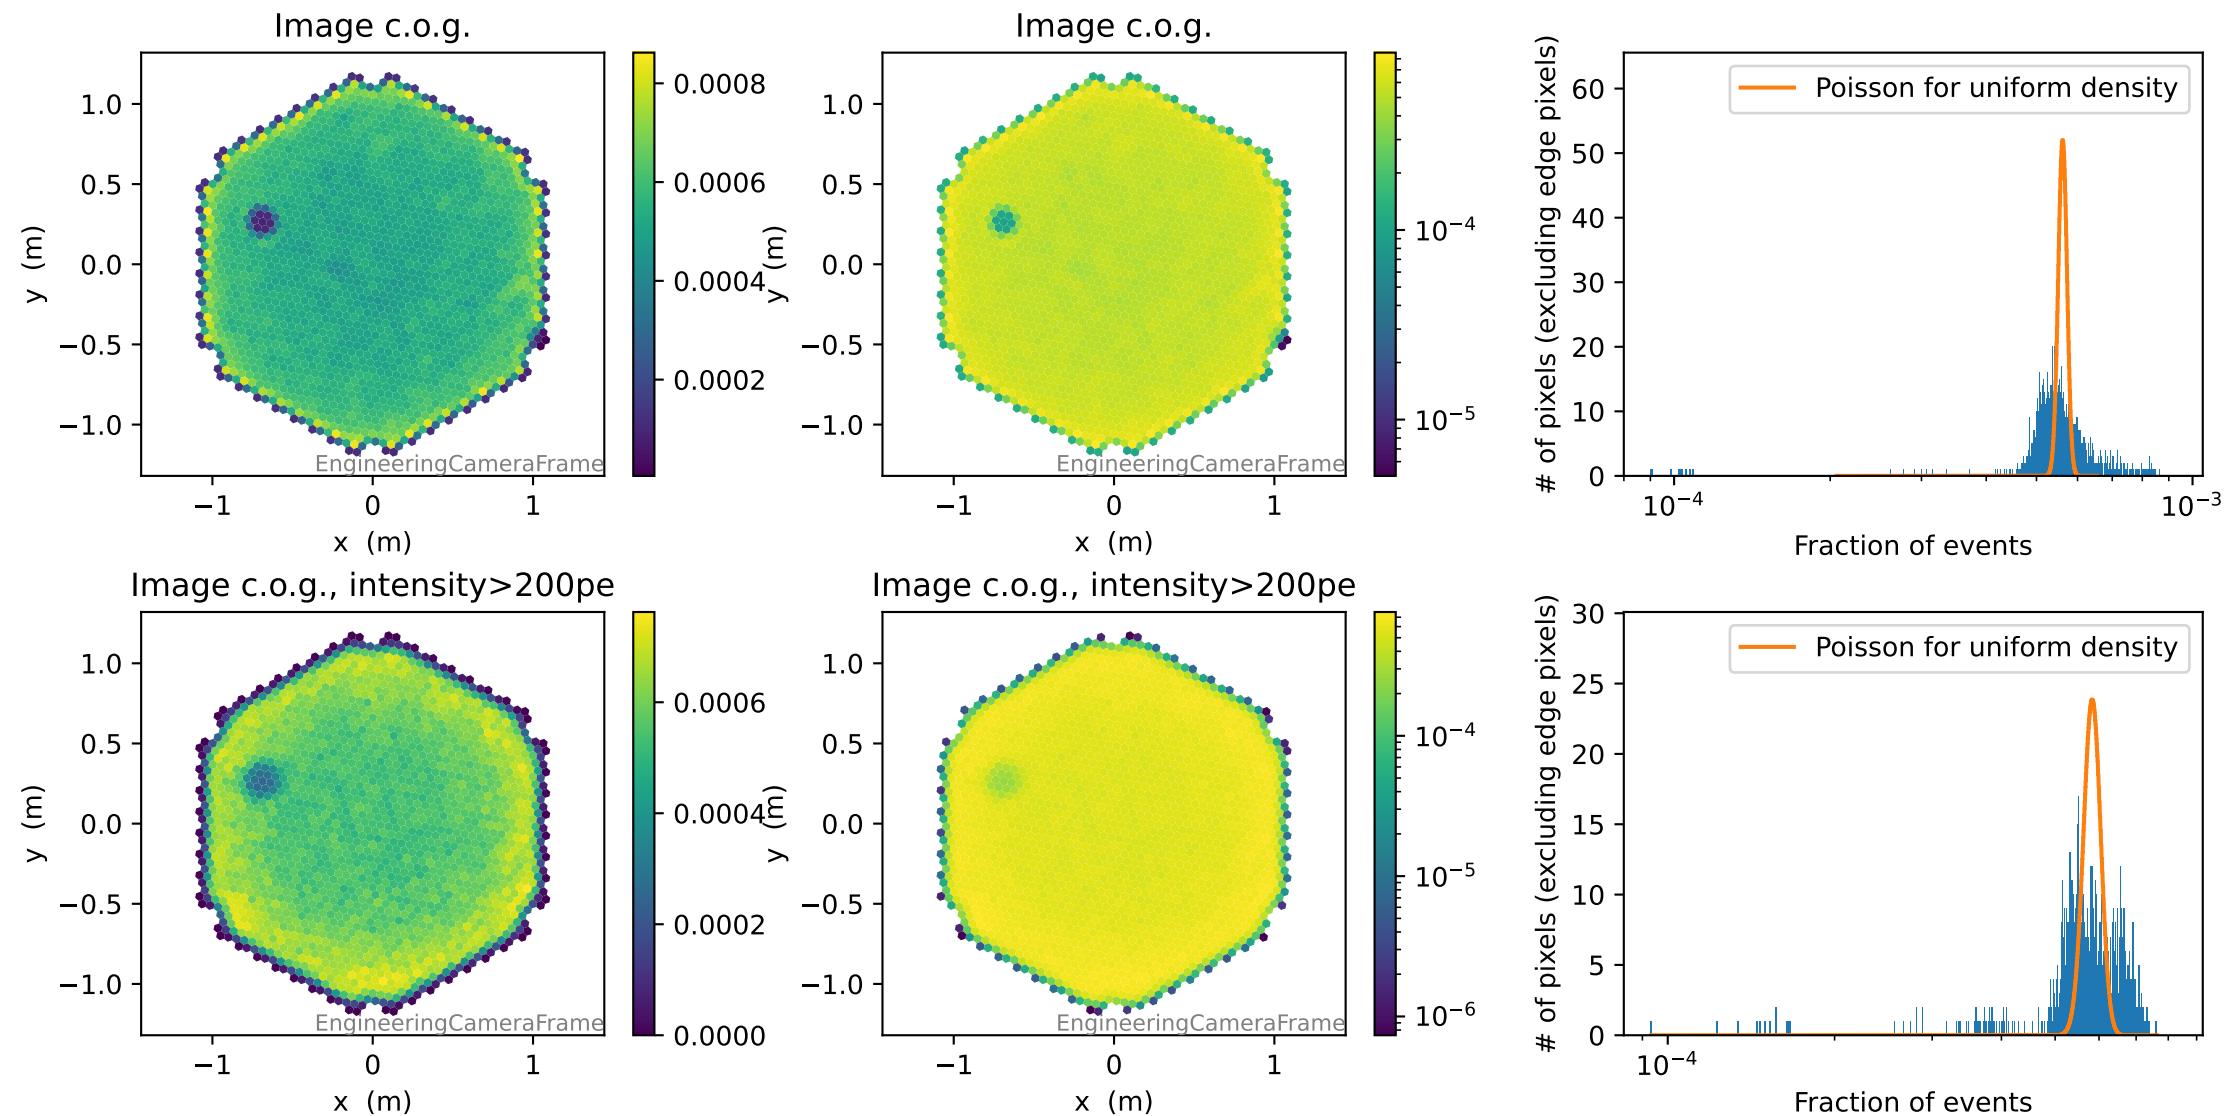 Image c.o.g.
1.0
0.5
0.0
−0.5
−1.0
y (m)
−1
0
1
x (m)
EngineeringCameraFrame
0.0008
0.0006
0.0004
0.0002
Image c.o.g.
1.0
0.5
0.0
−0.5
−1.0
y (m)
−1
0
1
x (m)
EngineeringCameraFrame
10⁻⁴
10⁻⁵
# of pixels (excluding edge pixels)
60
50
40
30
20
10
0
Poisson for uniform density
10⁻⁴
10⁻³
Fraction of events
Image c.o.g., intensity>200pe
1.0
0.5
0.0
−0.5
−1.0
y (m)
−1
0
1
x (m)
EngineeringCameraFrame
0.0006
0.0004
0.0002
0.0000
Image c.o.g., intensity>200pe
1.0
0.5
0.0
−0.5
−1.0
y (m)
−1
0
1
x (m)
EngineeringCameraFrame
10⁻⁴
10⁻⁵
10⁻⁶
# of pixels (excluding edge pixels)
30
25
20
15
10
5
0
Poisson for uniform density
10⁻⁴
Fraction of events